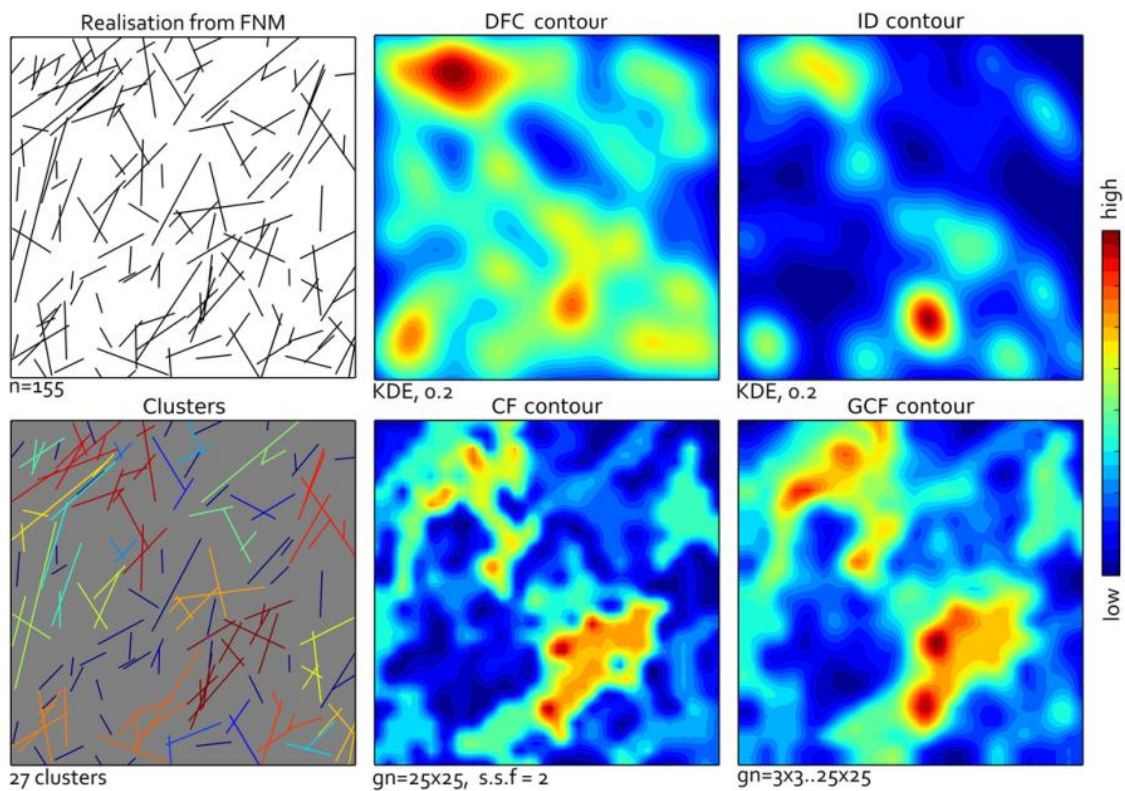 Realisation from FNM
DFC contour
ID contour
n=155
KDE, 0.2
KDE, 0.2
high
low
Clusters
CF contour
GCF contour
27 clusters
gn=25x25, s.s.f = 2
gn=3x3..25x25